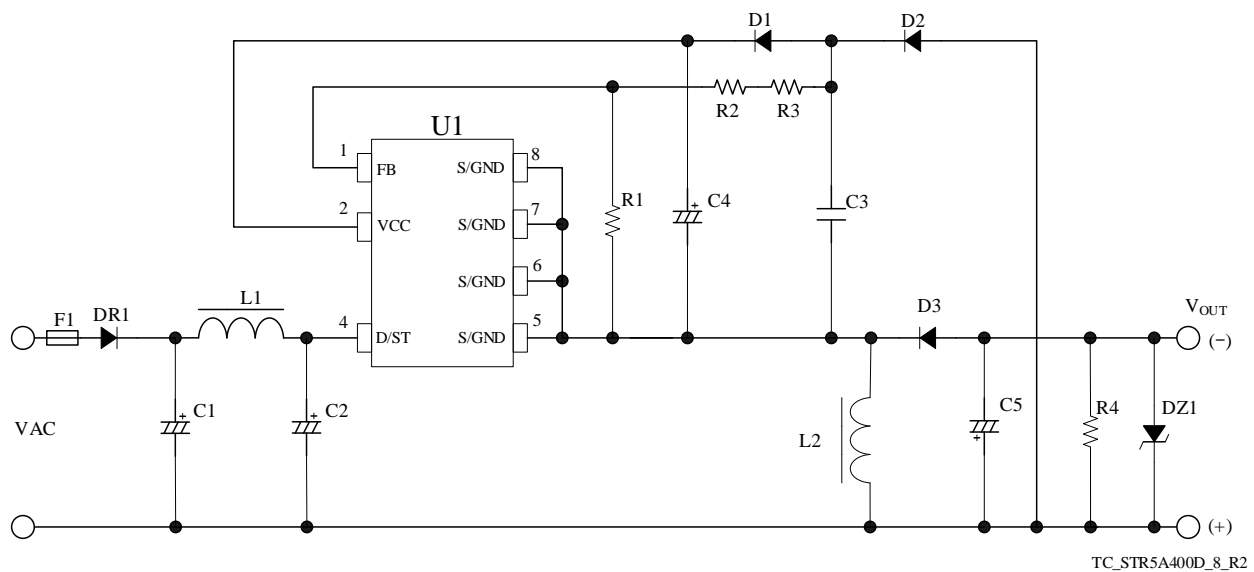 D1
D2
R2
R3
U1
1
FB
S/GND
8
2
VCC
S/GND
7
R1
C4
+
C3
S/GND
6
F1
DR1
L1
4
D/ST
S/GND
5
D3
VOUT
(−)
VAC
C1
+
C2
+
L2
C5
+
R4
DZ1
(+)
TC_STR5A400D_8_R2